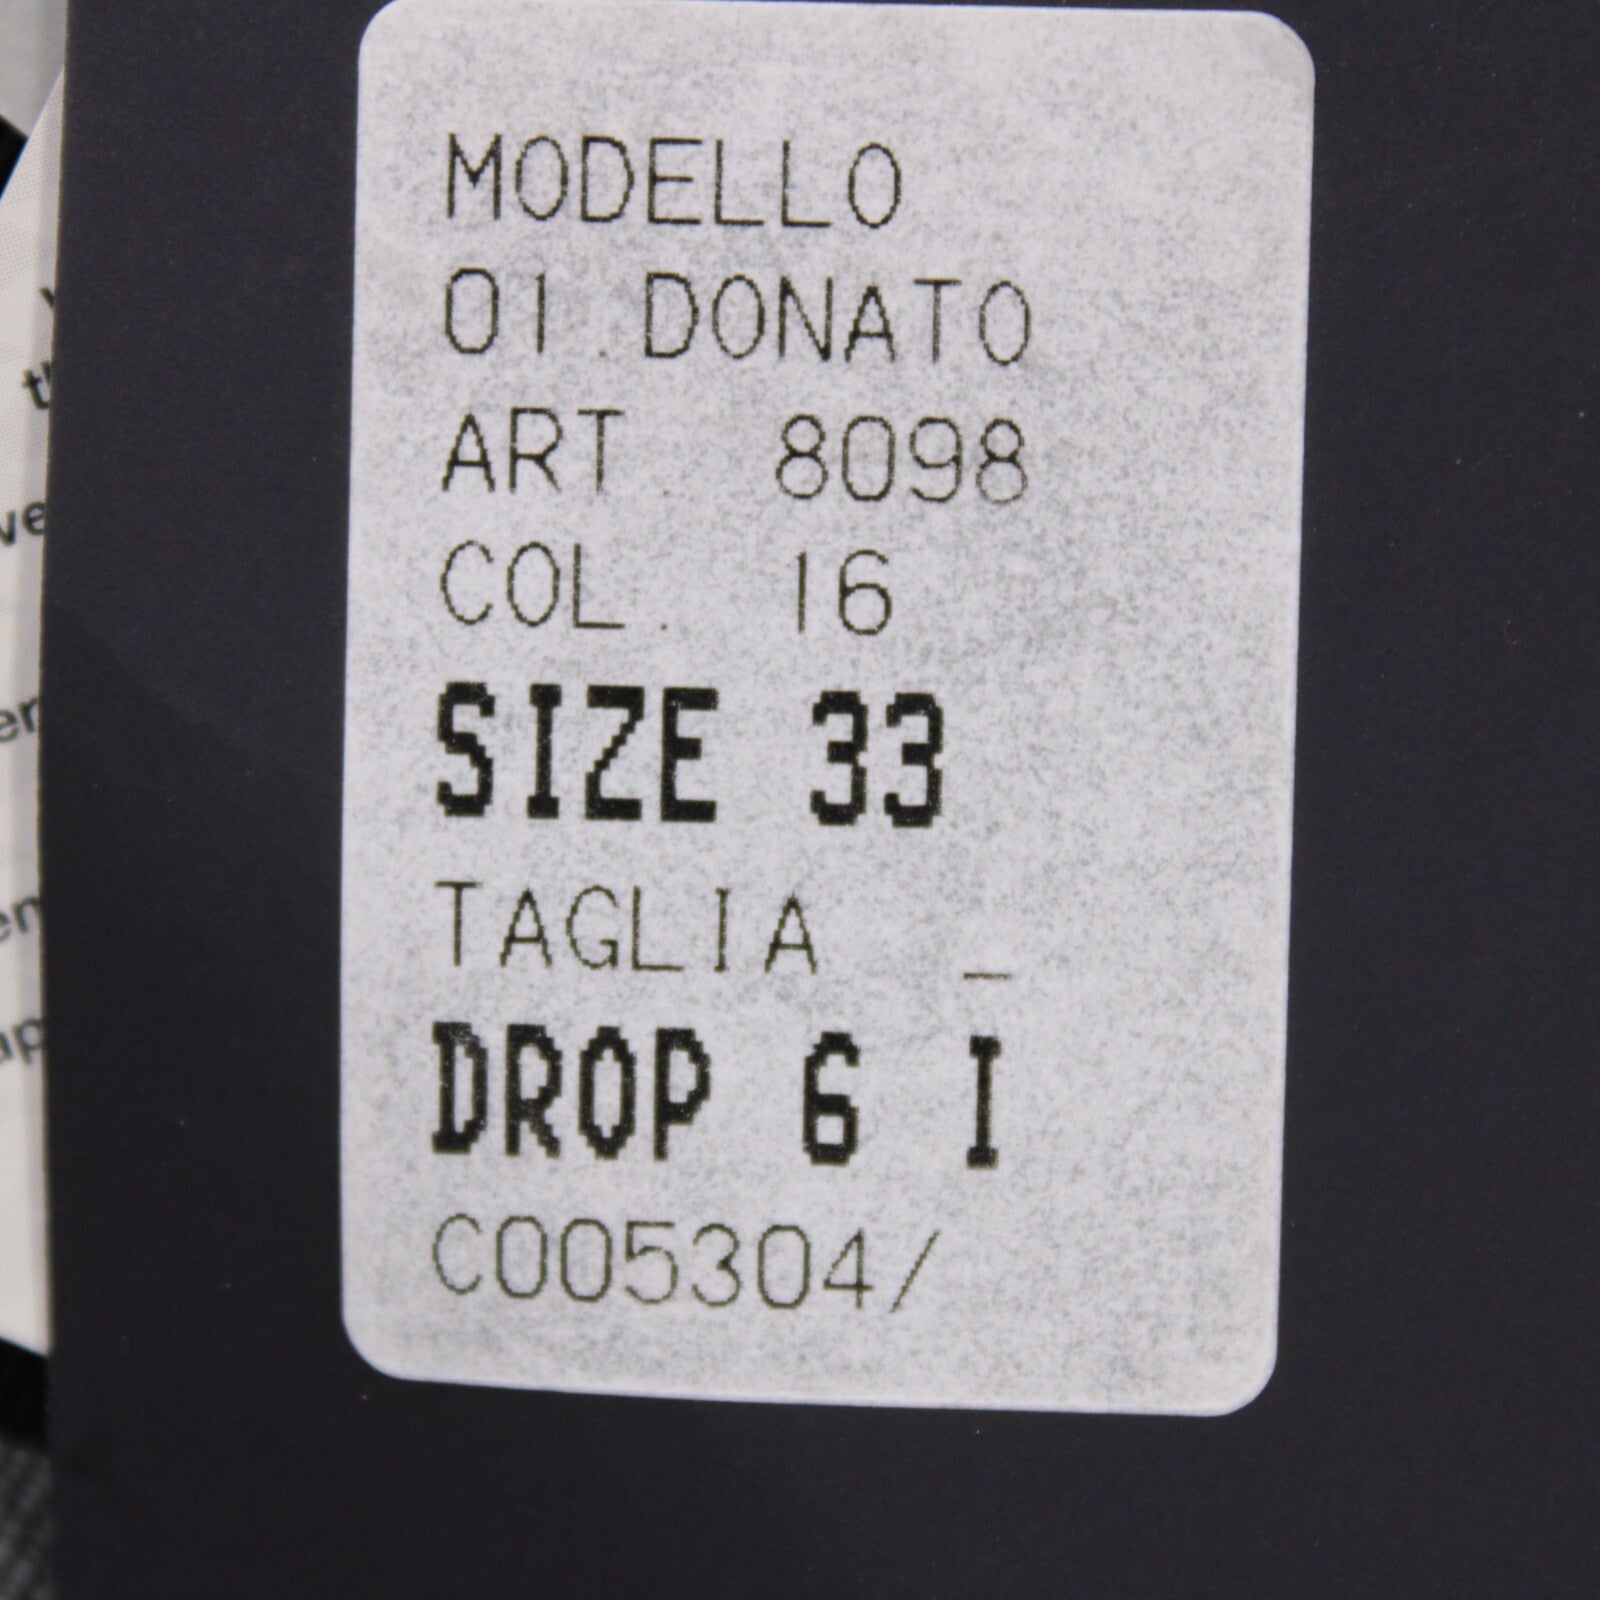 MODELLO
01.DONATO
ART. 8098
COL. 16
SIZE 33
TAGLIA _
DROP 6 I
C005304/